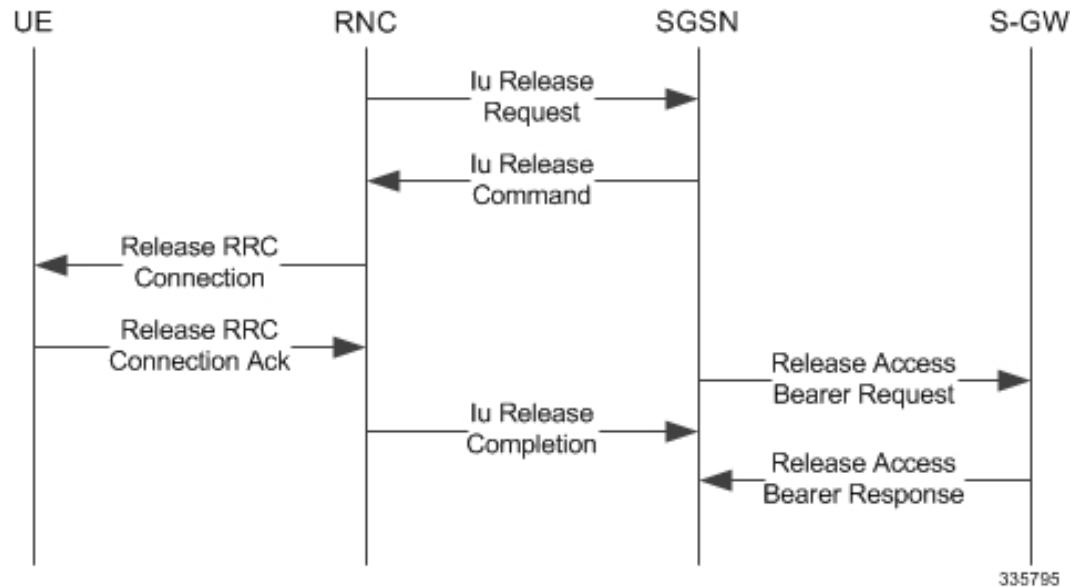 UE RNC SGSN S-GW
Iu Release
Request
Iu Release
Command
Release RRC
Connection
Release RRC
Connection Ack
Release Access
Bearer Request
Iu Release
Completion
Release Access
Bearer Response
335795